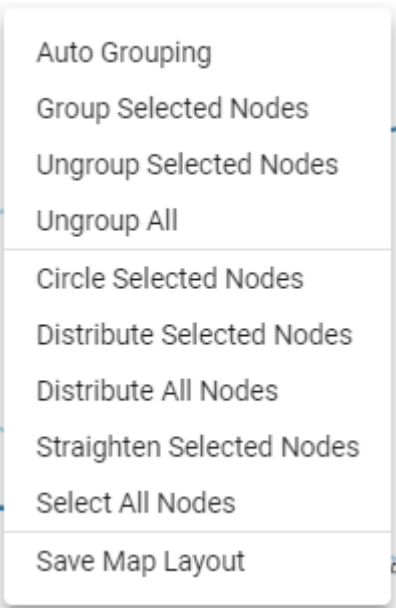 Auto Grouping
Group Selected Nodes
Ungroup Selected Nodes
Ungroup All
Circle Selected Nodes
Distribute Selected Nodes
Distribute All Nodes
Straighten Selected Nodes
Select All Nodes
Save Map Layout